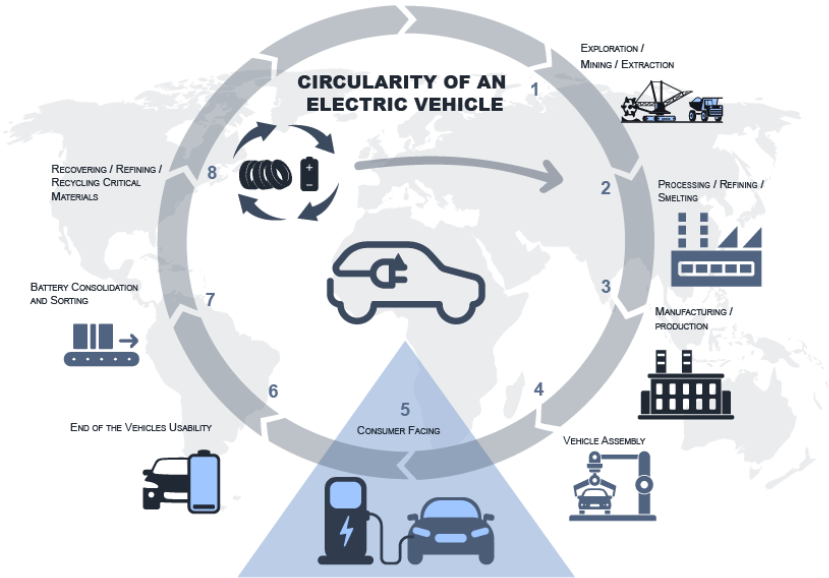 CIRCULARITY OF AN
ELECTRIC VEHICLE
1
EXPLORATION /
MINING / EXTRACTION
2
PROCESSING / REFINING /
SMELTING
3
MANUFACTURING /
PRODUCTION
4
VEHICLE ASSEMBLY
5
CONSUMER FACING
6
END OF THE VEHICLES USABILITY
7
BATTERY CONSOLIDATION
AND SORTING
8
RECOVERING / REFINING /
RECYCLING CRITICAL
MATERIALS